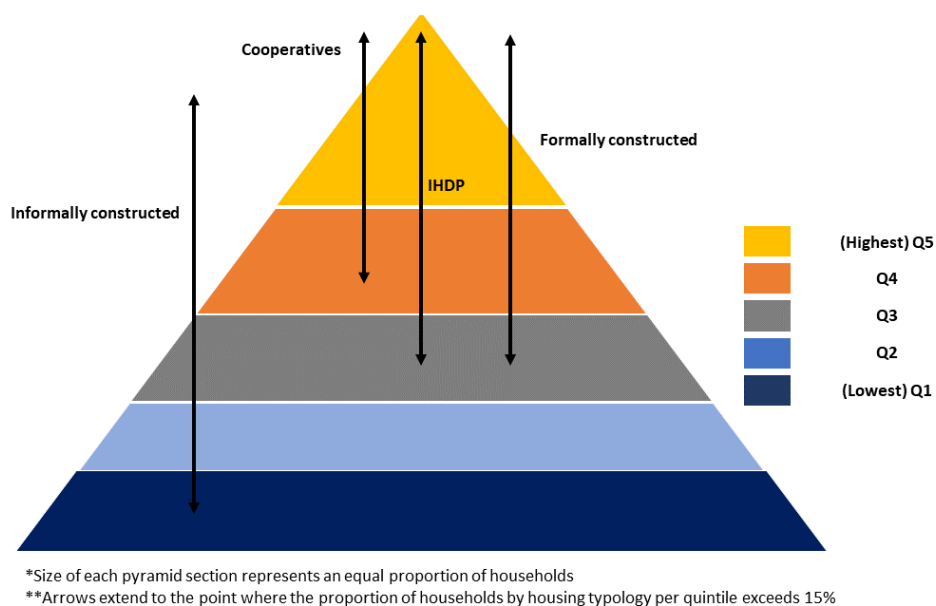 Cooperatives
Formally constructed
IHDP
Informally constructed
(Highest) Q5
Q4
Q3
Q2
(Lowest) Q1
*Size of each pyramid section represents an equal proportion of households
**Arrows extend to the point where the proportion of households by housing typology per quintile exceeds 15%